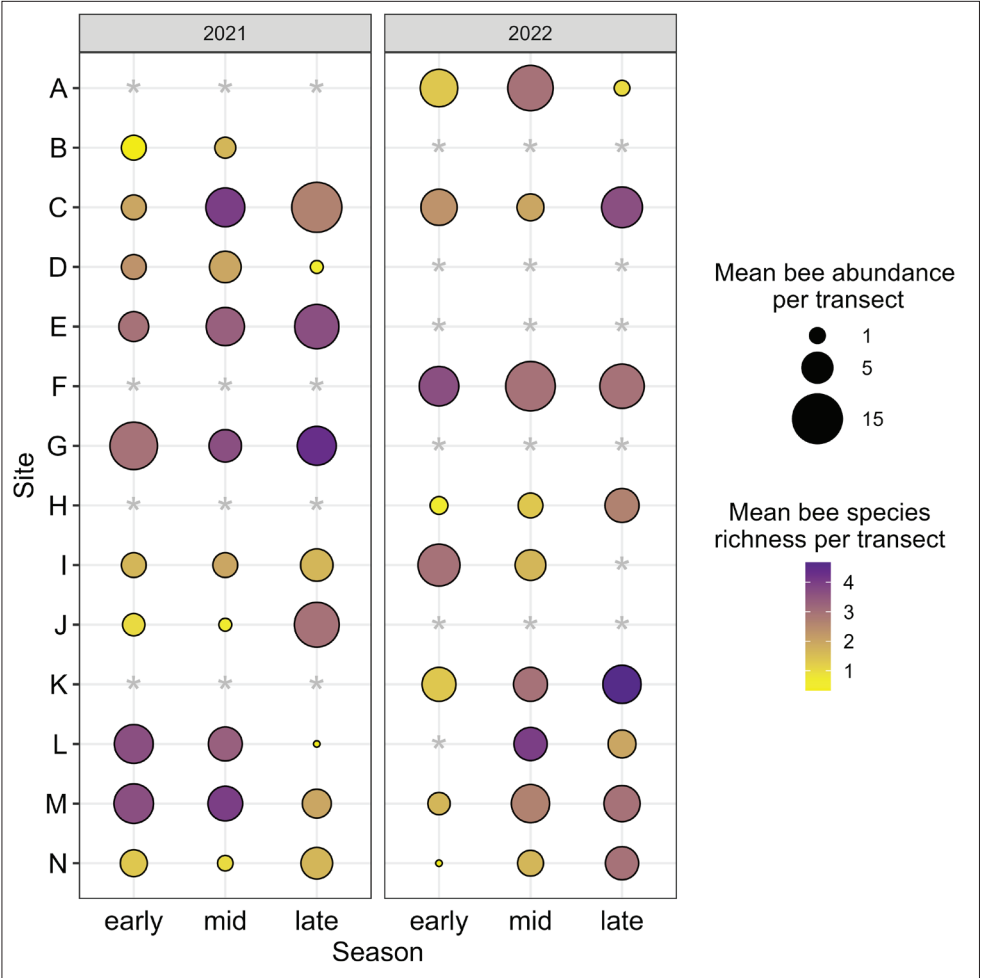 2021
2022
A
* * * 
B
* * *
C
D
* * *
E
* * *
F
* * *
G
* * *
H
* * *
I
*
J
* * *
K
* * *
L
*
M
N
Site
early mid late
early mid late
Season
Mean bee abundance
per transect
1
5
15
Mean bee species
richness per transect
4
3
2
1